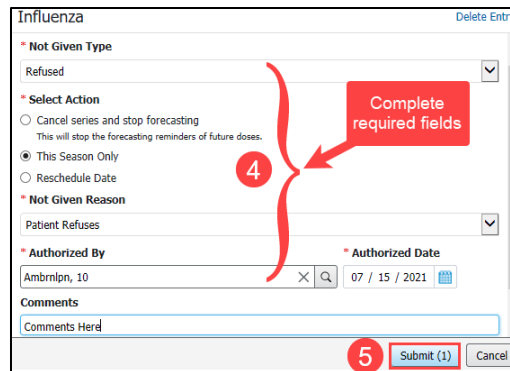 Influenza
Delete Entr
* Not Given Type
Refused
* Select Action
Cancel series and stop forecasting
This will stop the forecasting reminders of future doses.
This Season Only
Reschedule Date
* Not Given Reason
Patient Refuses
* Authorized By
* Authorized Date
Ambrnlpn, 10
07 / 15 / 2021
Comments
Comments Here
Complete
required fields
4
5
Submit (1)
Cancel